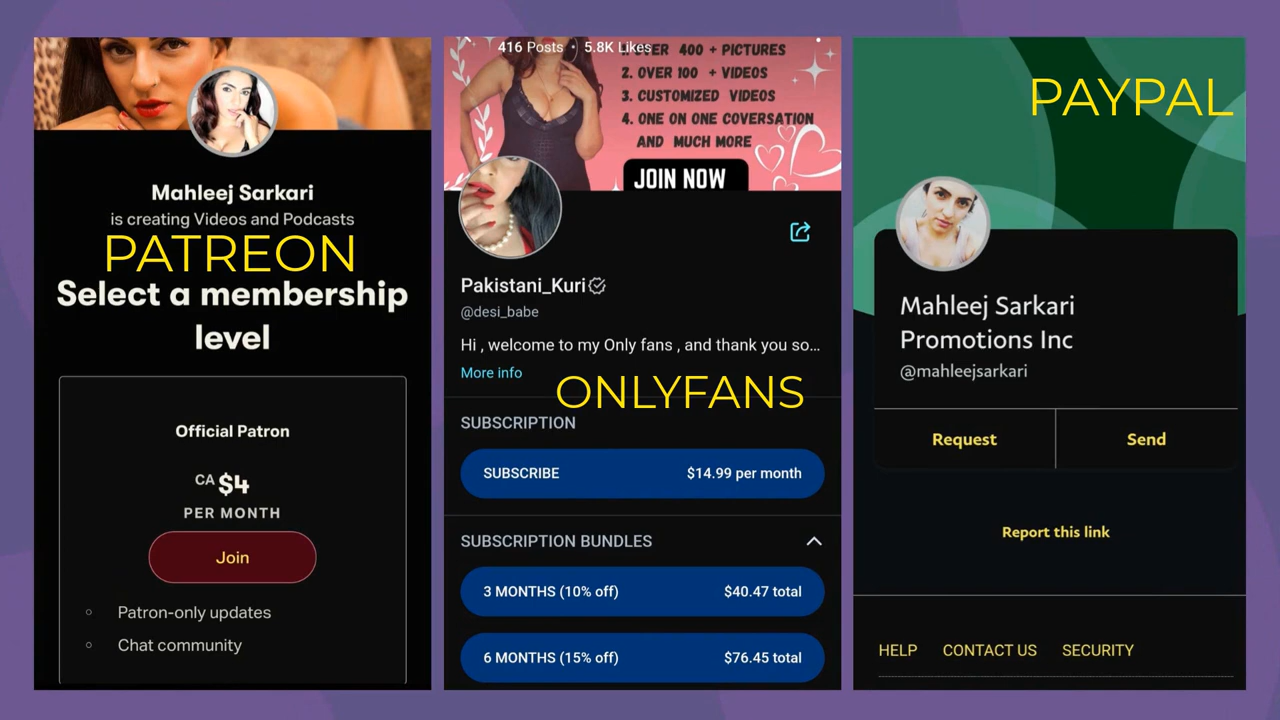 Mahleej Sarkari
is creating Videos and Podcasts
PATREON
Select a membership
level
Official Patron
CA $4
PER MONTH
Join
Patron-only updates
Chat community
416 Posts • 5.8K Likes
1. OVER 400 + PICTURES
2. OVER 100 + VIDEOS
3. CUSTOMIZED VIDEOS
4. ONE ON ONE COVERSATION
AND MUCH MORE
JOIN NOW
Pakistani_Kuri
@desi_babe
Hi , welcome to my Only fans , and thank you so...
More info
ONLYFANS
SUBSCRIPTION
SUBSCRIBE $14.99 per month
SUBSCRIPTION BUNDLES
3 MONTHS (10% off) $40.47 total
6 MONTHS (15% off) $76.45 total
PAYPAL
Mahleej Sarkari
Promotions Inc
@mahleejsarkari
Request Send
Report this link
HELP CONTACT US SECURITY